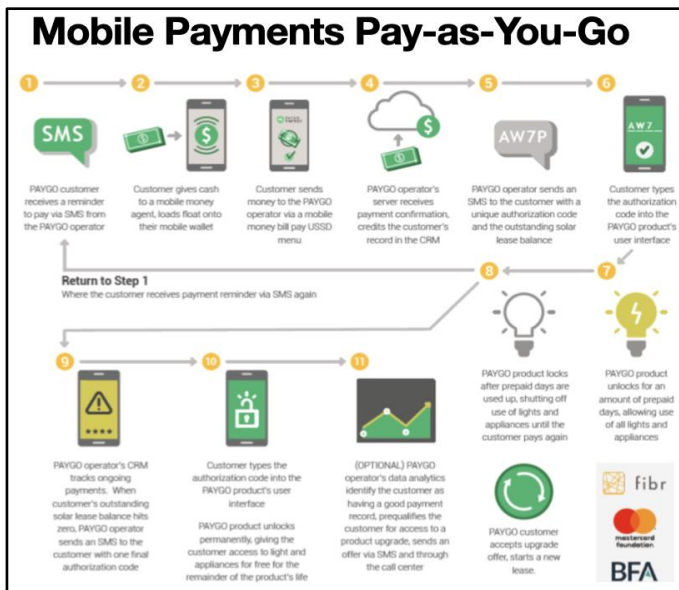 Mobile Payments Pay-as-You-Go
1
2
3
4
5
6
SMS
$
$
$
PAYGO ENERGY
$
AW7P
AW7
PAYGO customer
receives a reminder
to pay via SMS from
the PAYGO operator
Customer gives cash
to a mobile money
agent, loads float onto
their mobile wallet
Customer sends
money to the PAYGO
operator via a mobile
money bill pay USSD
menu
PAYGO operator's
server receives
payment confirmation,
credits the customer's
record in the CRM
PAYGO operator sends an
SMS to the customer with a
unique authorization code
and the outstanding solar
lease balance
Customer types
the authorization
code into the
PAYGO product's
user interface
Return to Step 1
Where the customer receives payment reminder via SMS again
8
7
PAYGO product locks
after prepaid days are
used up, shutting off
use of lights and
appliances until the
customer pays again
PAYGO product
unlocks for an
amount of prepaid
days, allowing use
of all lights and
appliances
9
10
11
****
PAYGO operator's CRM
tracks ongoing
payments. When
customer's outstanding
solar lease balance hits
zero, PAYGO operator
sends an SMS to the
customer with one final
authorization code
Customer types the
authorization code into the
PAYGO product's user
interface
PAYGO product unlocks
permanently, giving the
customer access to light and
appliances for free for the
remainder of the product's life
(OPTIONAL) PAYGO
operator's data analytics
identify the customer as
having a good payment
record, prequalifies the
customer for access to a
product upgrade, sends an
offer via SMS and through
the call center
$
PAYGO customer
accepts upgrade
offer, starts a new
lease.
fibr
mastercard
foundation
BFA